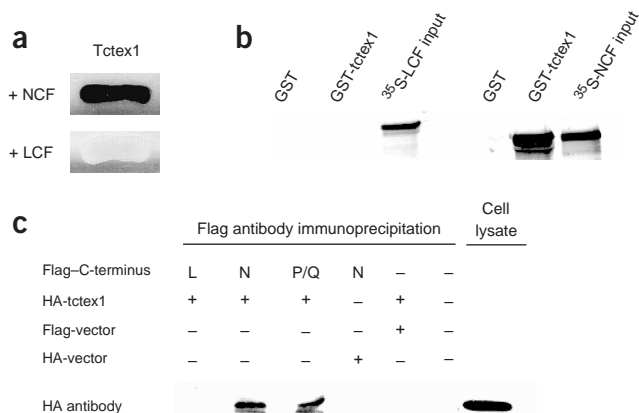 a
Tctex1
+ NCF
+ LCF
b
GST
GST-tctex1
³⁵S-LCF input
GST
GST-tctex1
³⁵S-NCF input
c
Flag antibody immunoprecipitation
Cell
lysate
Flag–C-terminus L N P/Q N – –
HA-tctex1 + + + – + –
Flag-vector – – – – + –
HA-vector – – – + – –
HA antibody